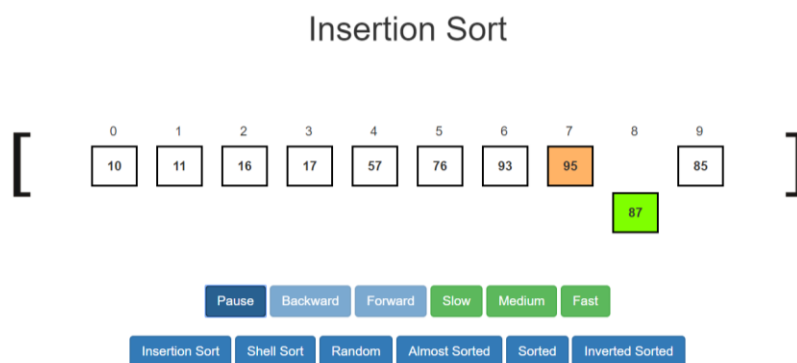 Insertion Sort
0 1 2 3 4 5 6 7 8 9
[ 10 11 16 17 57 76 93 95 85 ]
87
Pause Backward Forward Slow Medium Fast
Insertion Sort Shell Sort Random Almost Sorted Sorted Inverted Sorted